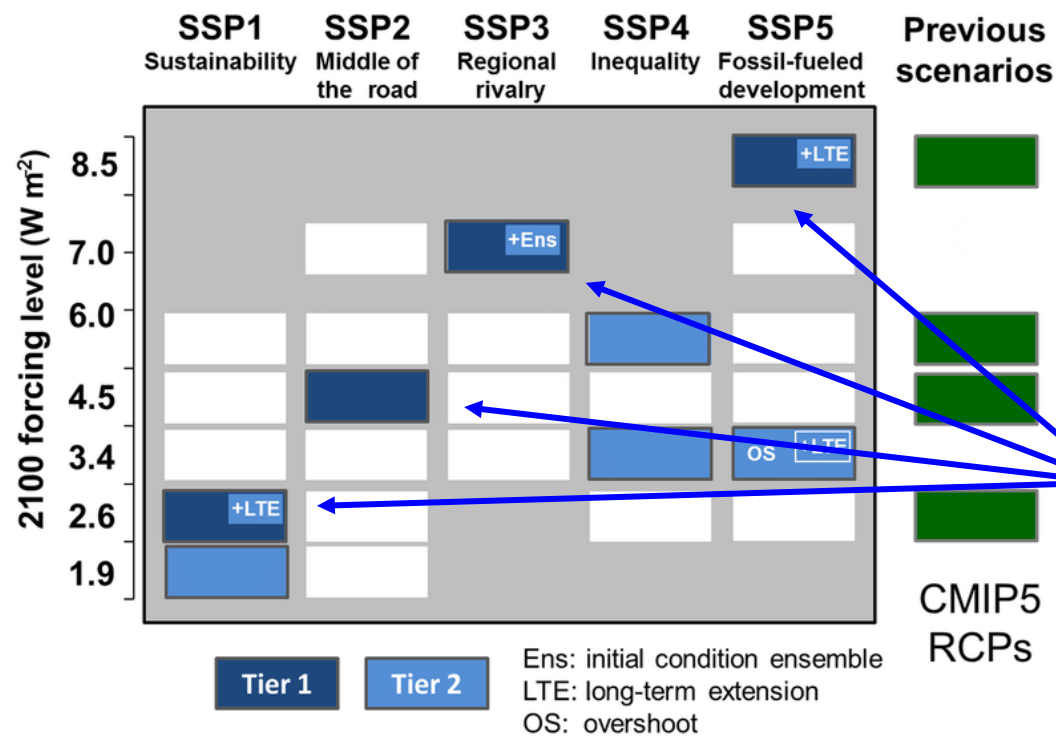 SSP1 SSP2 SSP3 SSP4 SSP5 Previous
Sustainability Middle of Regional Inequality Fossil-fueled scenarios
the road rivalry development
2100 forcing level (W m-2)
8.5 +LTE
7.0 +Ens
6.0
4.5
3.4 OS +LTE
2.6 +LTE
1.9
CMIP5
RCPs
Tier 1 Tier 2
Ens: initial condition ensemble
LTE: long-term extension
OS: overshoot